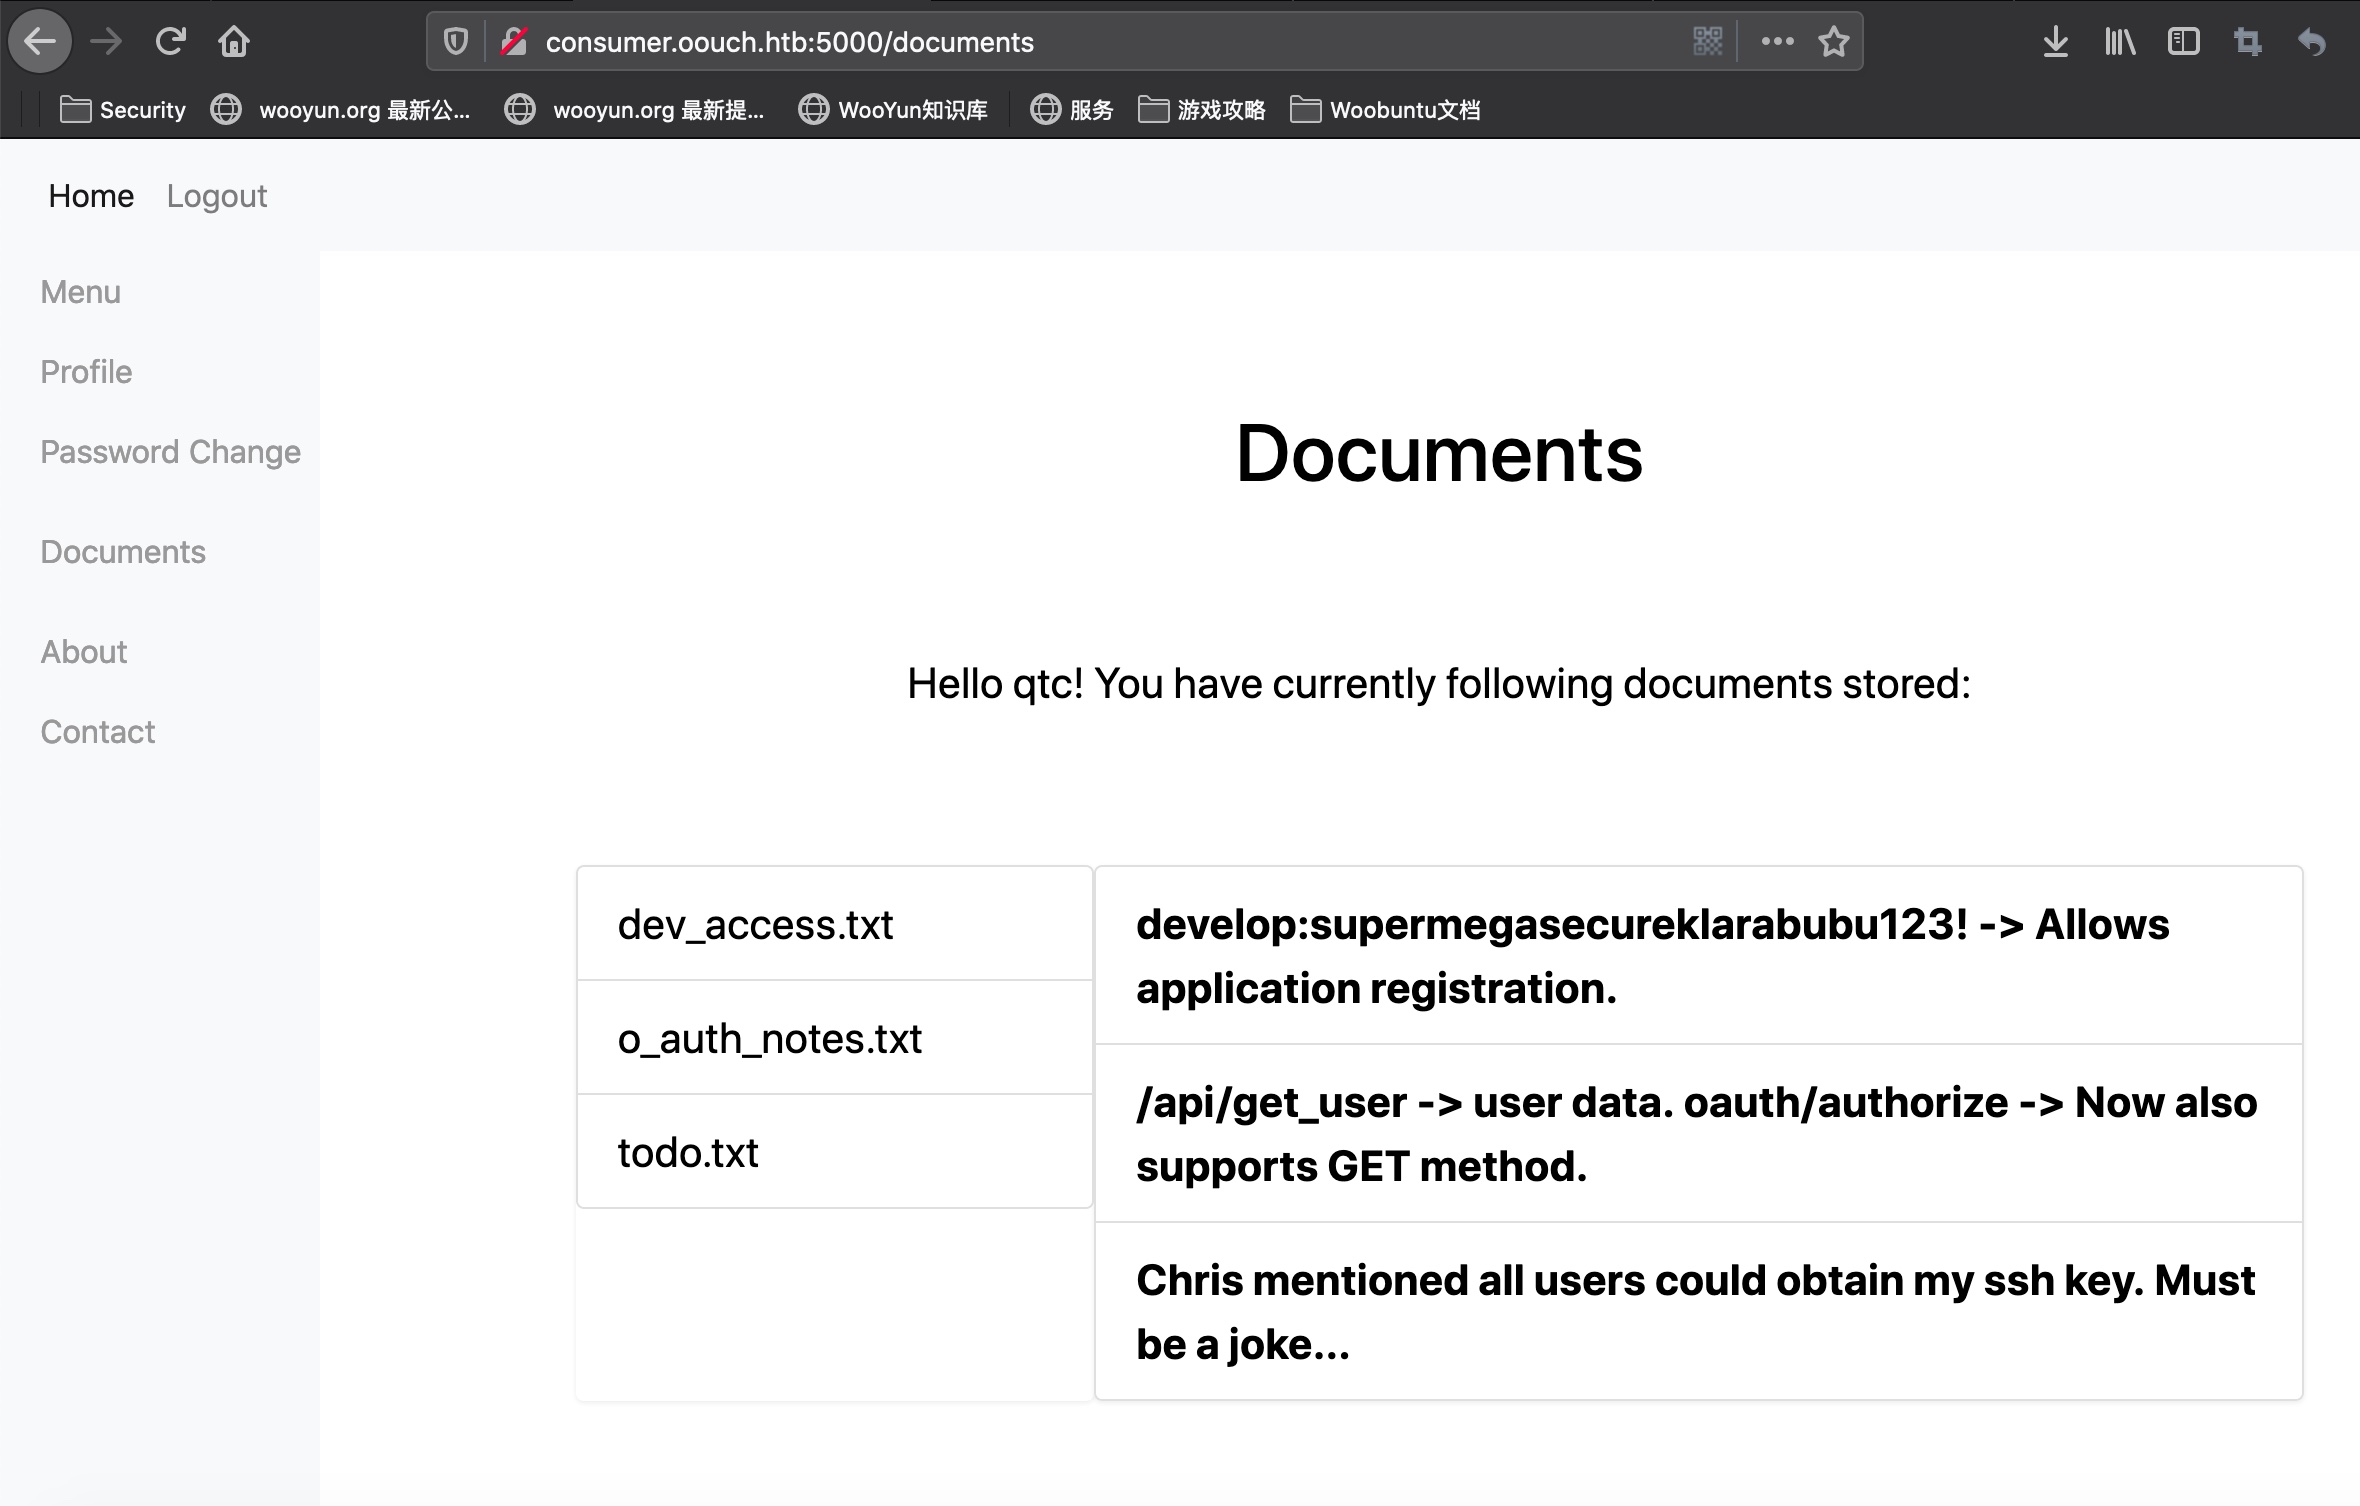 consumer.oouch.htb:5000/documents
Security wooyun.org 最新公... wooyun.org 最新提... WooYun知识库 服务 游戏攻略 Woobuntu文档
Home Logout
Menu
Profile
Password Change
Documents
About
Contact
Documents
Hello qtc! You have currently following documents stored:
dev_access.txt
o_auth_notes.txt
todo.txt
develop:supermegasecureklarabubu123! -> Allows
application registration.
/api/get_user -> user data. oauth/authorize -> Now also
supports GET method.
Chris mentioned all users could obtain my ssh key. Must
be a joke...